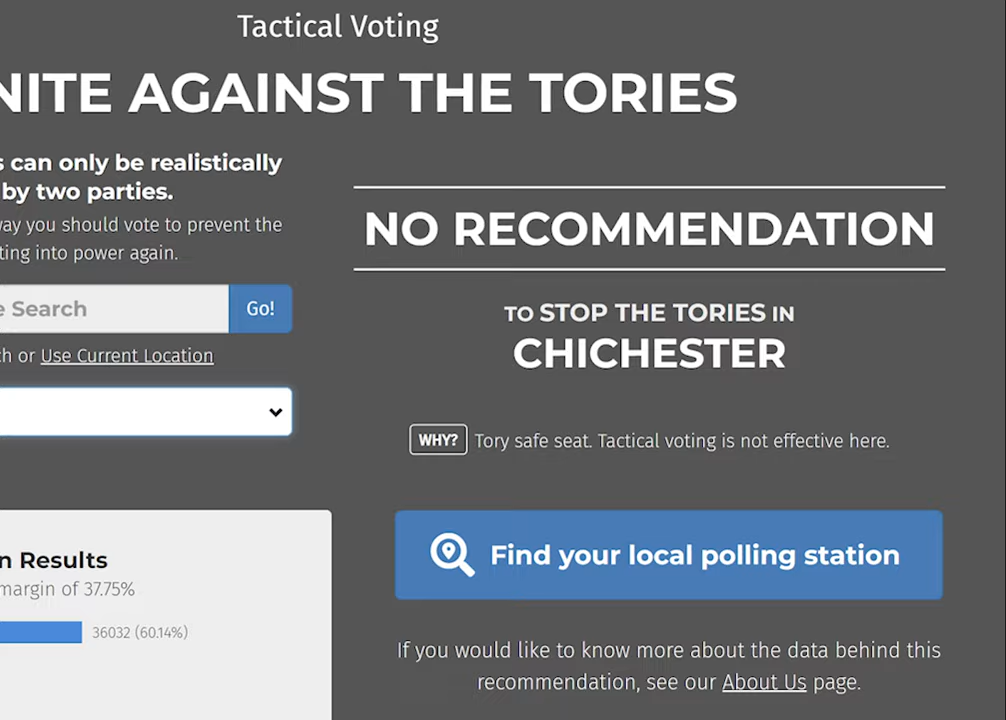 Tactical Voting
NITE AGAINST THE TORIES
can only be realistically
by two parties.
you should vote to prevent the
into power again.
Search
Go!
or Use Current Location
NO RECOMMENDATION
TO STOP THE TORIES IN
CHICHESTER
WHY? Tory safe seat. Tactical voting is not effective here.
Find your local polling station
Results
margin of 37.75%
36032 (60.14%)
If you would like to know more about the data behind this
recommendation, see our About Us page.